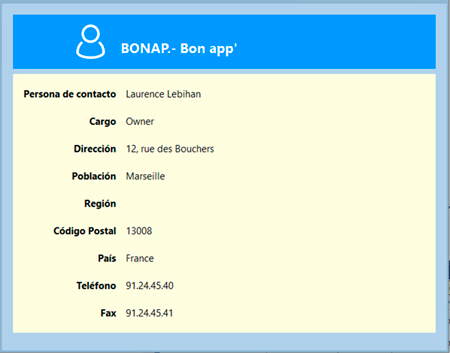 BONAP.- Bon app'
Persona de contacto Laurence Lebihan
Cargo Owner
Dirección 12, rue des Bouchers
Población Marseille
Región
Código Postal 13008
País France
Teléfono 91.24.45.40
Fax 91.24.45.41